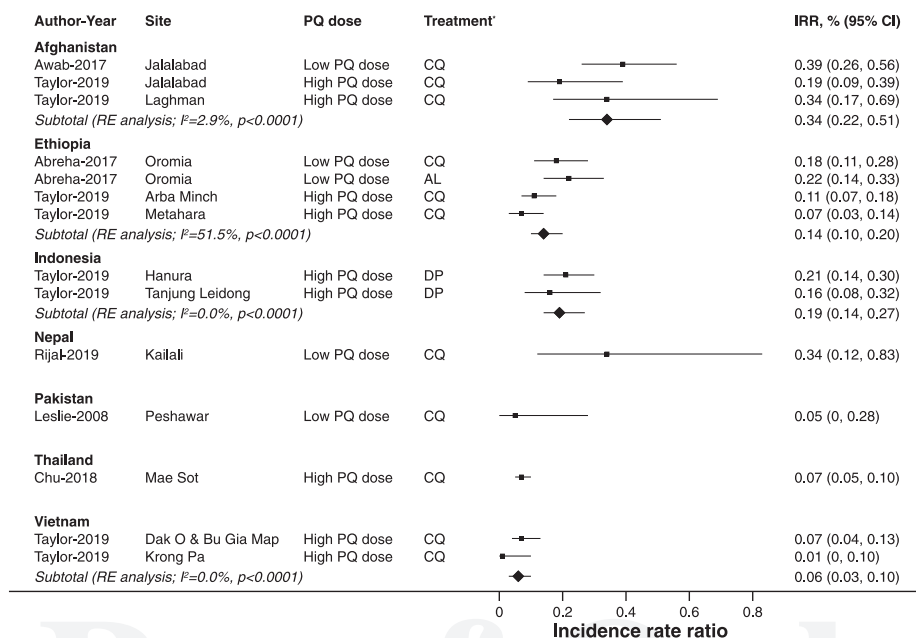 Author-Year Site PQ dose Treatment* IRR, % (95% CI)
Afghanistan
Awab-2017 Jalalabad Low PQ dose CQ 0.39 (0.26, 0.56)
Taylor-2019 Jalalabad High PQ dose CQ 0.19 (0.09, 0.39)
Taylor-2019 Laghman High PQ dose CQ 0.34 (0.17, 0.69)
Subtotal (RE analysis; I²=2.9%, p<0.0001) 0.34 (0.22, 0.51)
Ethiopia
Abreha-2017 Oromia Low PQ dose CQ 0.18 (0.11, 0.28)
Abreha-2017 Oromia Low PQ dose AL 0.22 (0.14, 0.33)
Taylor-2019 Arba Minch High PQ dose CQ 0.11 (0.07, 0.18)
Taylor-2019 Metahara High PQ dose CQ 0.07 (0.03, 0.14)
Subtotal (RE analysis; I²=51.5%, p<0.0001) 0.14 (0.10, 0.20)
Indonesia
Taylor-2019 Hanura High PQ dose DP 0.21 (0.14, 0.30)
Taylor-2019 Tanjung Leidong High PQ dose DP 0.16 (0.08, 0.32)
Subtotal (RE analysis; I²=0.0%, p<0.0001) 0.19 (0.14, 0.27)
Nepal
Rijal-2019 Kailali Low PQ dose CQ 0.34 (0.12, 0.83)
Pakistan
Leslie-2008 Peshawar Low PQ dose CQ 0.05 (0, 0.28)
Thailand
Chu-2018 Mae Sot High PQ dose CQ 0.07 (0.05, 0.10)
Vietnam
Taylor-2019 Dak O & Bu Gia Map High PQ dose CQ 0.07 (0.04, 0.13)
Taylor-2019 Krong Pa High PQ dose CQ 0.01 (0, 0.10)
Subtotal (RE analysis; I²=0.0%, p<0.0001) 0.06 (0.03, 0.10)
0 0.2 0.4 0.6 0.8
Incidence rate ratio